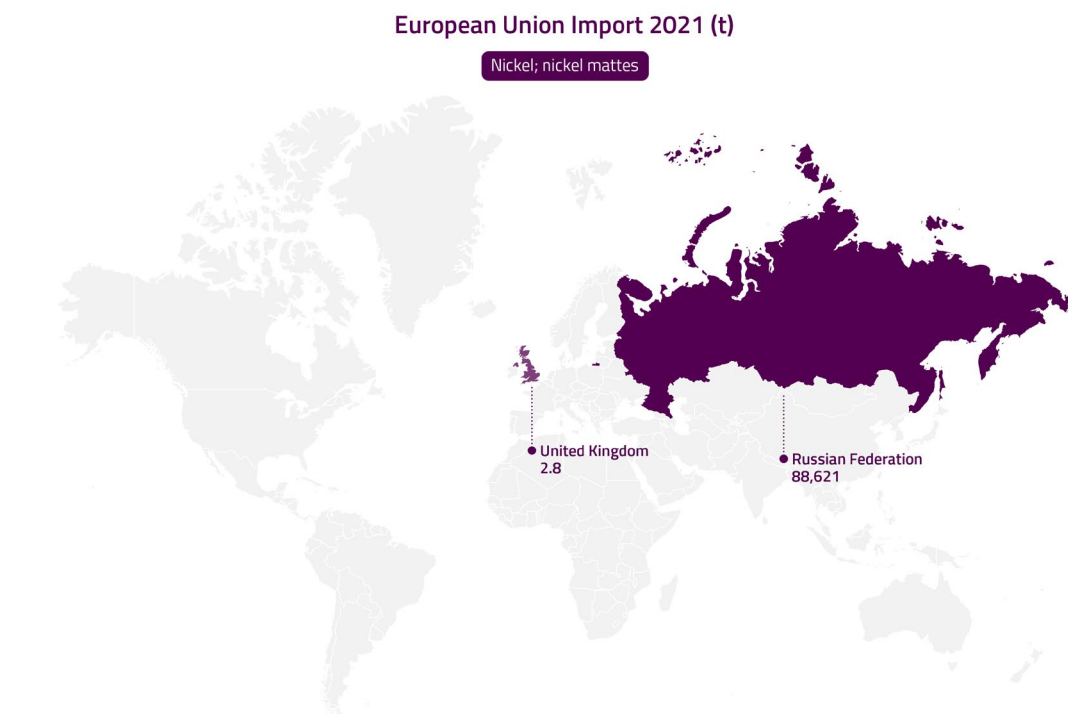 European Union Import 2021 (t)
Nickel; nickel mattes
United Kingdom
2.8
Russian Federation
88,621